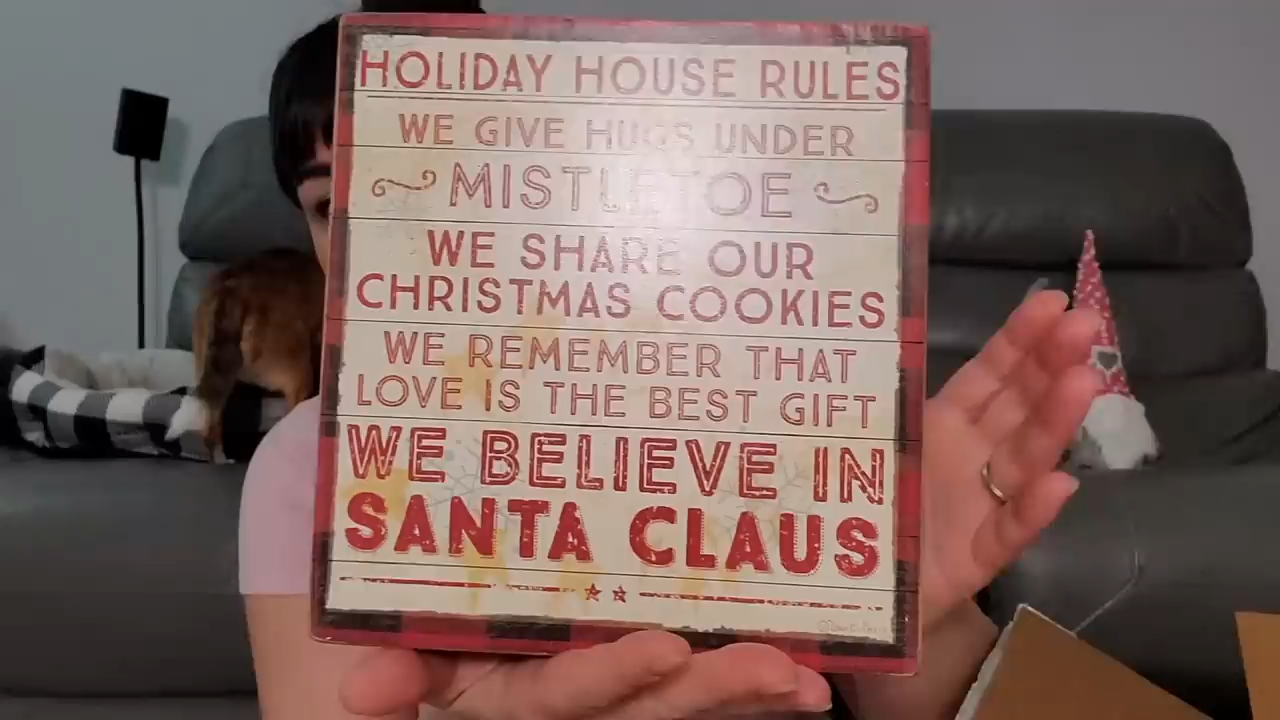 HOLIDAY HOUSE RULES
WE GIVE HUGS UNDER
MISTLETOE
WE SHARE OUR
CHRISTMAS COOKIES
WE REMEMBER THAT
LOVE IS THE BEST GIFT
WE BELIEVE IN
SANTA CLAUS